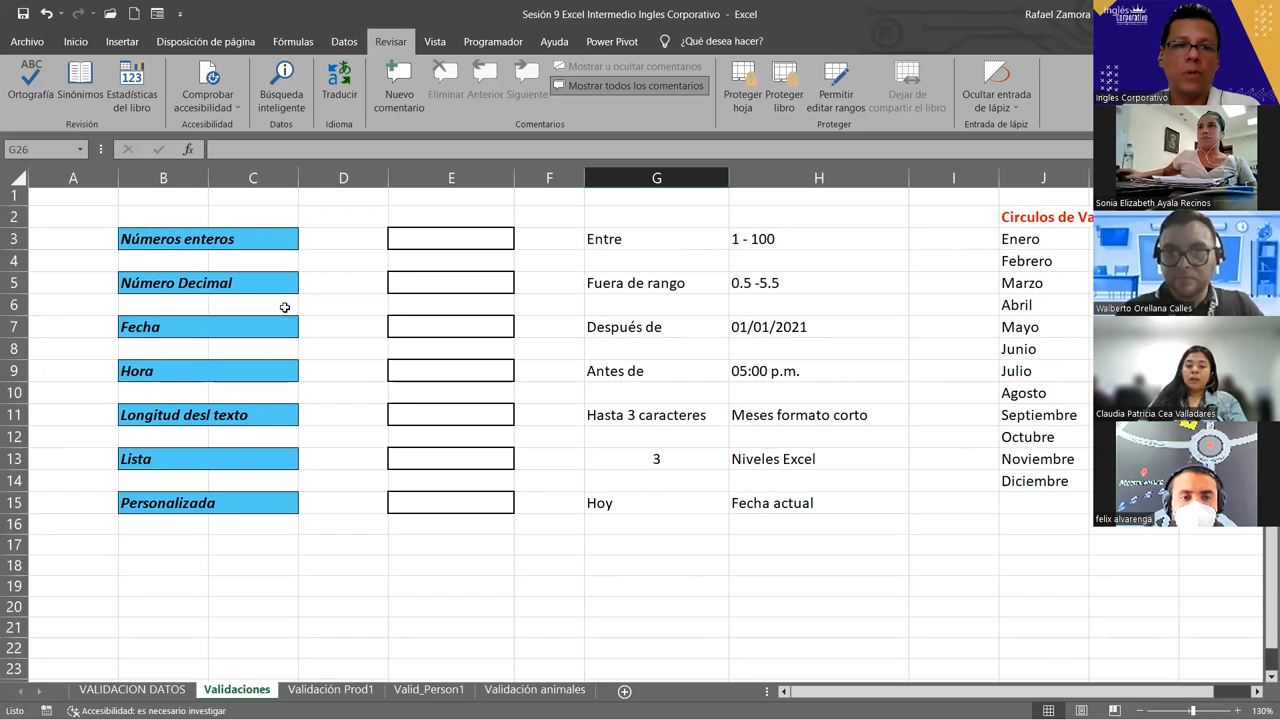 Sesión 9 Excel Intermedio Ingles Corporativo - Excel
Rafael Zamora
Archivo Inicio Insertar Disposición de página Fórmulas Datos Revisar Vista Programador Ayuda Power Pivot ¿Qué desea hacer?
ABC
Ortografía
Sinónimos
123
Estadísticas del libro
Comprobar accesibilidad
Búsqueda inteligente
Traducir
Nuevo comentario
Eliminar
Anterior
Siguiente
Mostrar u ocultar comentario
Mostrar todos los comentarios
Proteger hoja
Proteger libro
Permitir editar rangos
Dejar de compartir el libro
Ocultar entrada de lápiz
Revisión Accesibilidad Datos Idioma Comentarios Proteger Entrada de lápiz
G26 fx
A B C D E F G H I J
1
2 Circulos de Va
3 Números enteros Entre 1 - 100 Enero
4 Febrero
5 Número Decimal Fuera de rango 0.5 -5.5 Marzo
6 Abril
7 Fecha Después de 01/01/2021 Mayo
8 Junio
9 Hora Antes de 05:00 p.m. Julio
10 Agosto
11 Longitud desl texto Hasta 3 caracteres Meses formato corto Septiembre
12 Octubre
13 Lista 3 Niveles Excel Noviembre
14 Diciembre
15 Personalizada Hoy Fecha actual
16
17
18
19
20
21
22
23
VALIDACION DATOS Validaciones Validación Prod1 Valid_Person1 Validación animales
Listo Accesibilidad: es necesario investigar 130%
Inglés Corporativo
Ingles Corporativo
Sonia Elizabeth Ayala Recinos
Walberto Orellana Calles
Claudia Patricia Cea Valladares
felix alvarenga